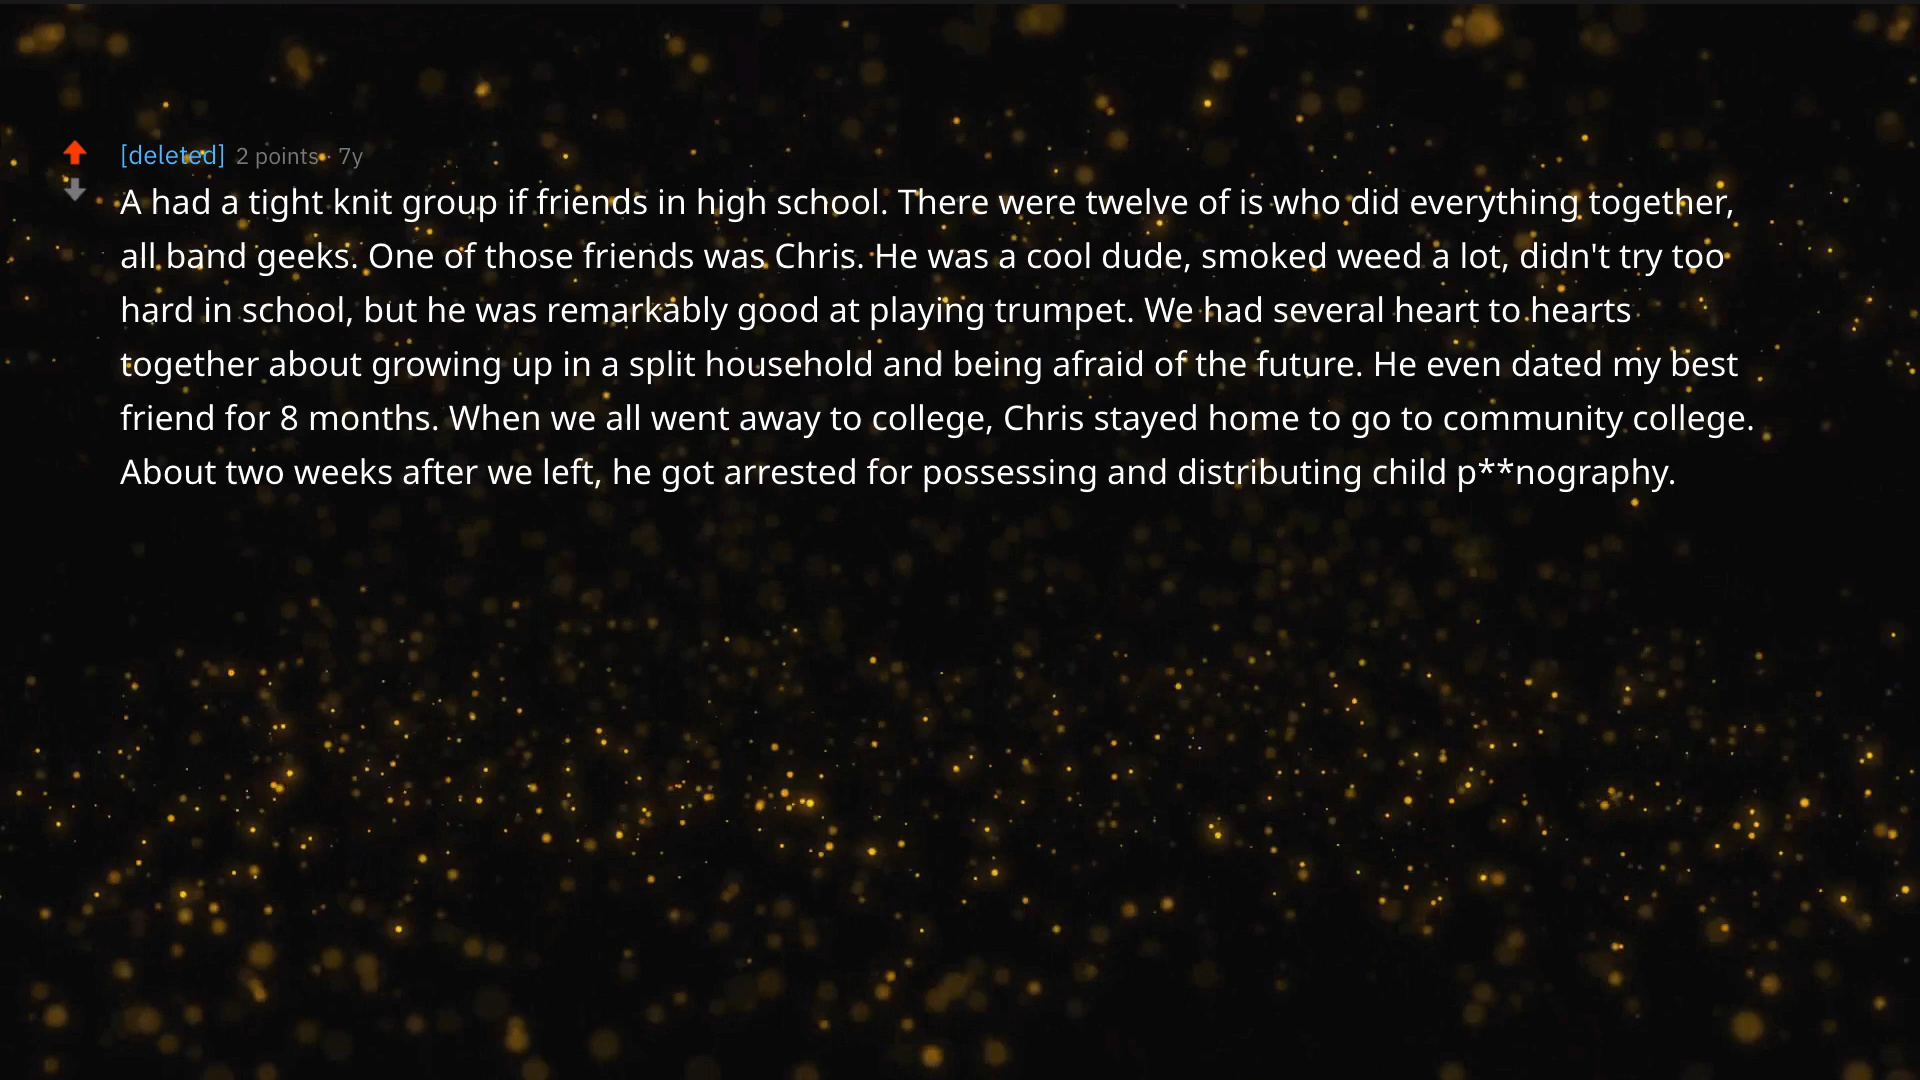 [deleted] 2 points · 7y
A had a tight knit group if friends in high school. There were twelve of is who did everything together,
all band geeks. One of those friends was Chris. He was a cool dude, smoked weed a lot, didn't try too
hard in school, but he was remarkably good at playing trumpet. We had several heart to hearts
together about growing up in a split household and being afraid of the future. He even dated my best
friend for 8 months. When we all went away to college, Chris stayed home to go to community college.
About two weeks after we left, he got arrested for possessing and distributing child p**nography.